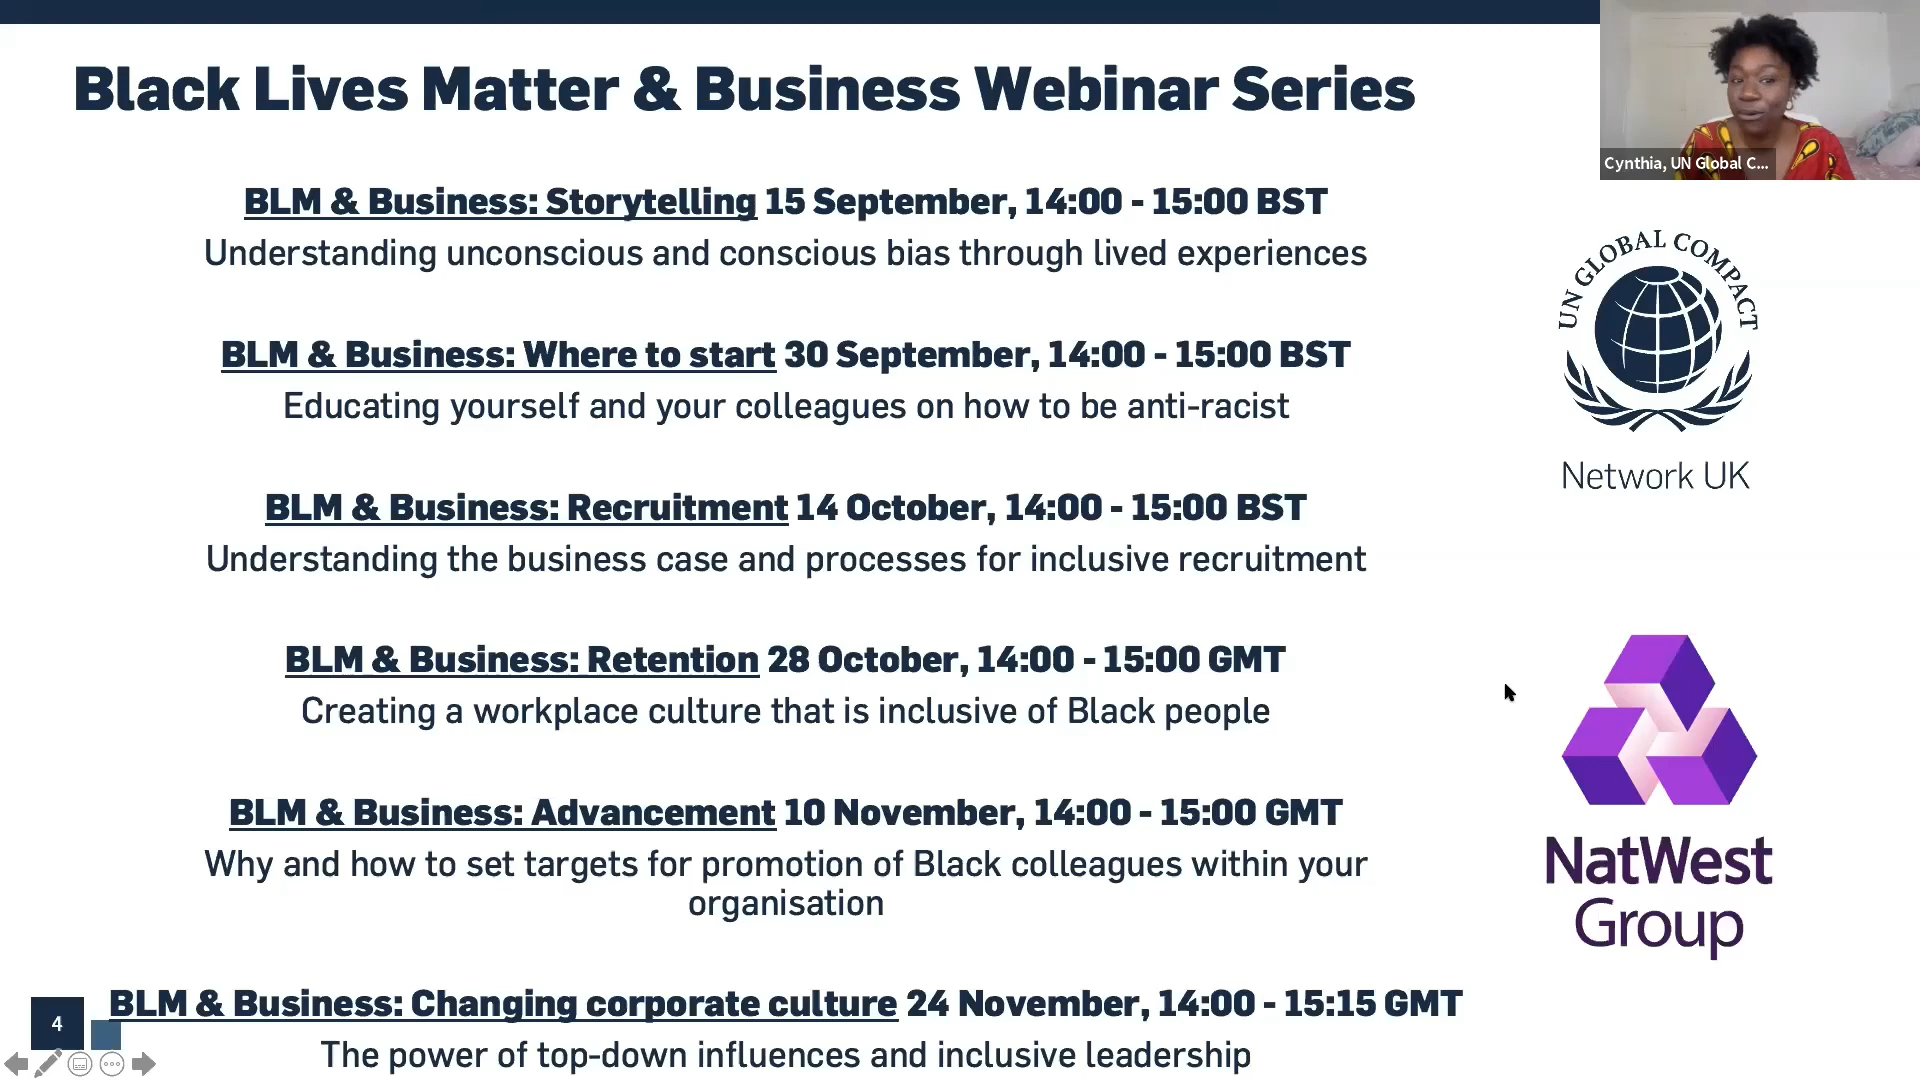 Black Lives Matter & Business Webinar Series
Cynthia, UN Global C...
BLM & Business: Storytelling 15 September, 14:00 - 15:00 BST
Understanding unconscious and conscious bias through lived experiences
BLM & Business: Where to start 30 September, 14:00 - 15:00 BST
Educating yourself and your colleagues on how to be anti-racist
BLM & Business: Recruitment 14 October, 14:00 - 15:00 BST
Understanding the business case and processes for inclusive recruitment
BLM & Business: Retention 28 October, 14:00 - 15:00 GMT
Creating a workplace culture that is inclusive of Black people
BLM & Business: Advancement 10 November, 14:00 - 15:00 GMT
Why and how to set targets for promotion of Black colleagues within your
organisation
BLM & Business: Changing corporate culture 24 November, 14:00 - 15:15 GMT
The power of top-down influences and inclusive leadership
4
UN GLOBAL COMPACT
Network UK
NatWest
Group